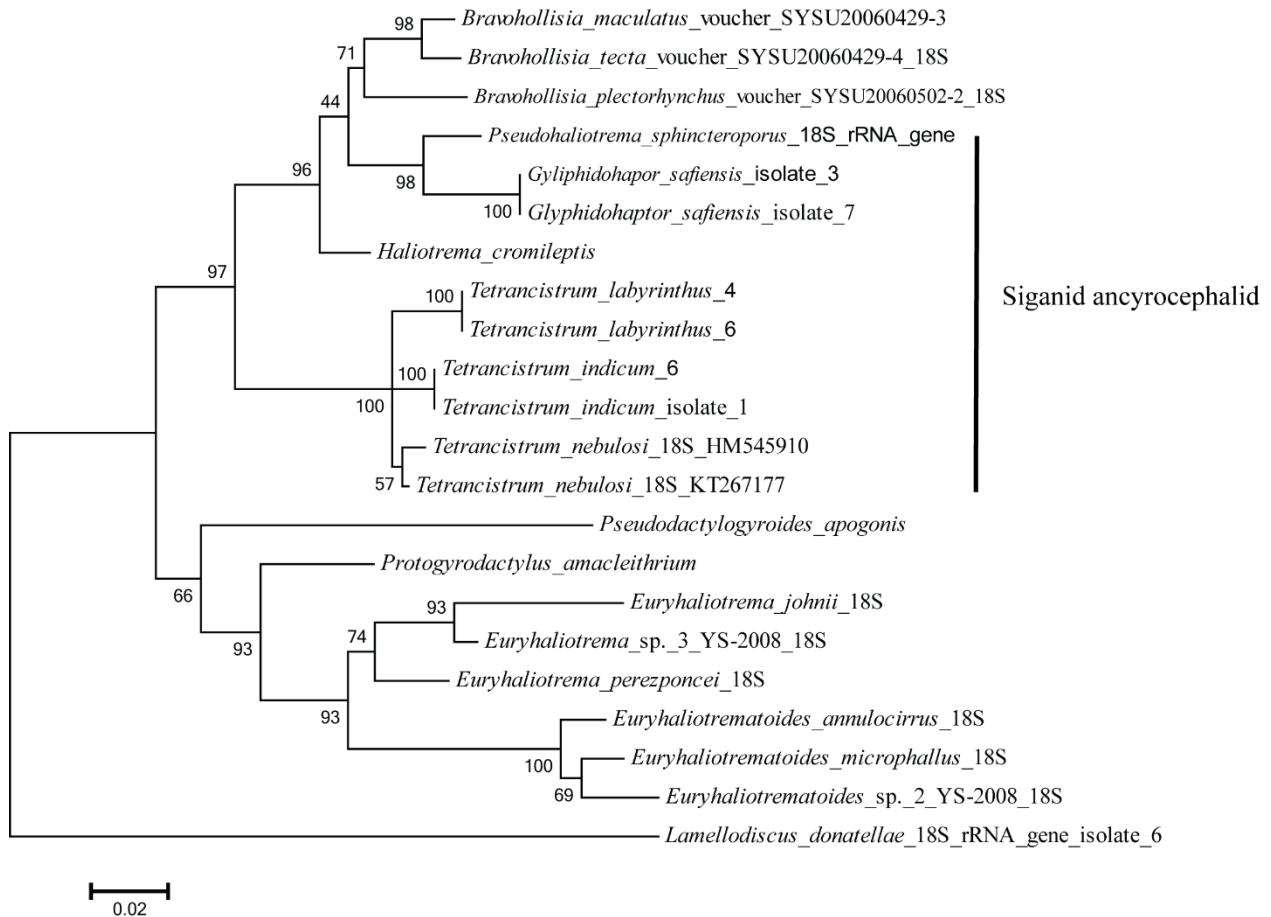 98
Bravohollisia_maculatus_voucher_SYSU20060429-3
71
Bravohollisia_tecta_voucher_SYSU20060429-4_18S
44
Bravohollisia_plectorhynchus_voucher_SYSU20060502-2_18S
Pseudohaliotrema_sphincteroporus_18S_rRNA_gene
96
98
Gyliphidohapor_safiensis_isolate_3
100
Glyphidohaptor_safiensis_isolate_7
Haliotrema_cromileptis
97
100
Tetrancistrum_labyrinthus_4
Siganid ancyrocephalid
Tetrancistrum_labyrinthus_6
100
Tetrancistrum_indicum_6
100
Tetrancistrum_indicum_isolate_1
Tetrancistrum_nebulosi_18S_HM545910
57
Tetrancistrum_nebulosi_18S_KT267177
Pseudodactylogyroides_apogonis
Protogyrodactylus_amacleithrium
66
93
Euryhaliotrema_johnii_18S
93
74
Euryhaliotrema_sp._3_YS-2008_18S
Euryhaliotrema_perezponcei_18S
93
Euryhaliotrematoides_annulocirrus_18S
100
Euryhaliotrematoides_microphallus_18S
69
Euryhaliotrematoides_sp._2_YS-2008_18S
Lamellodiscus_donatellae_18S_rRNA_gene_isolate_6
0.02